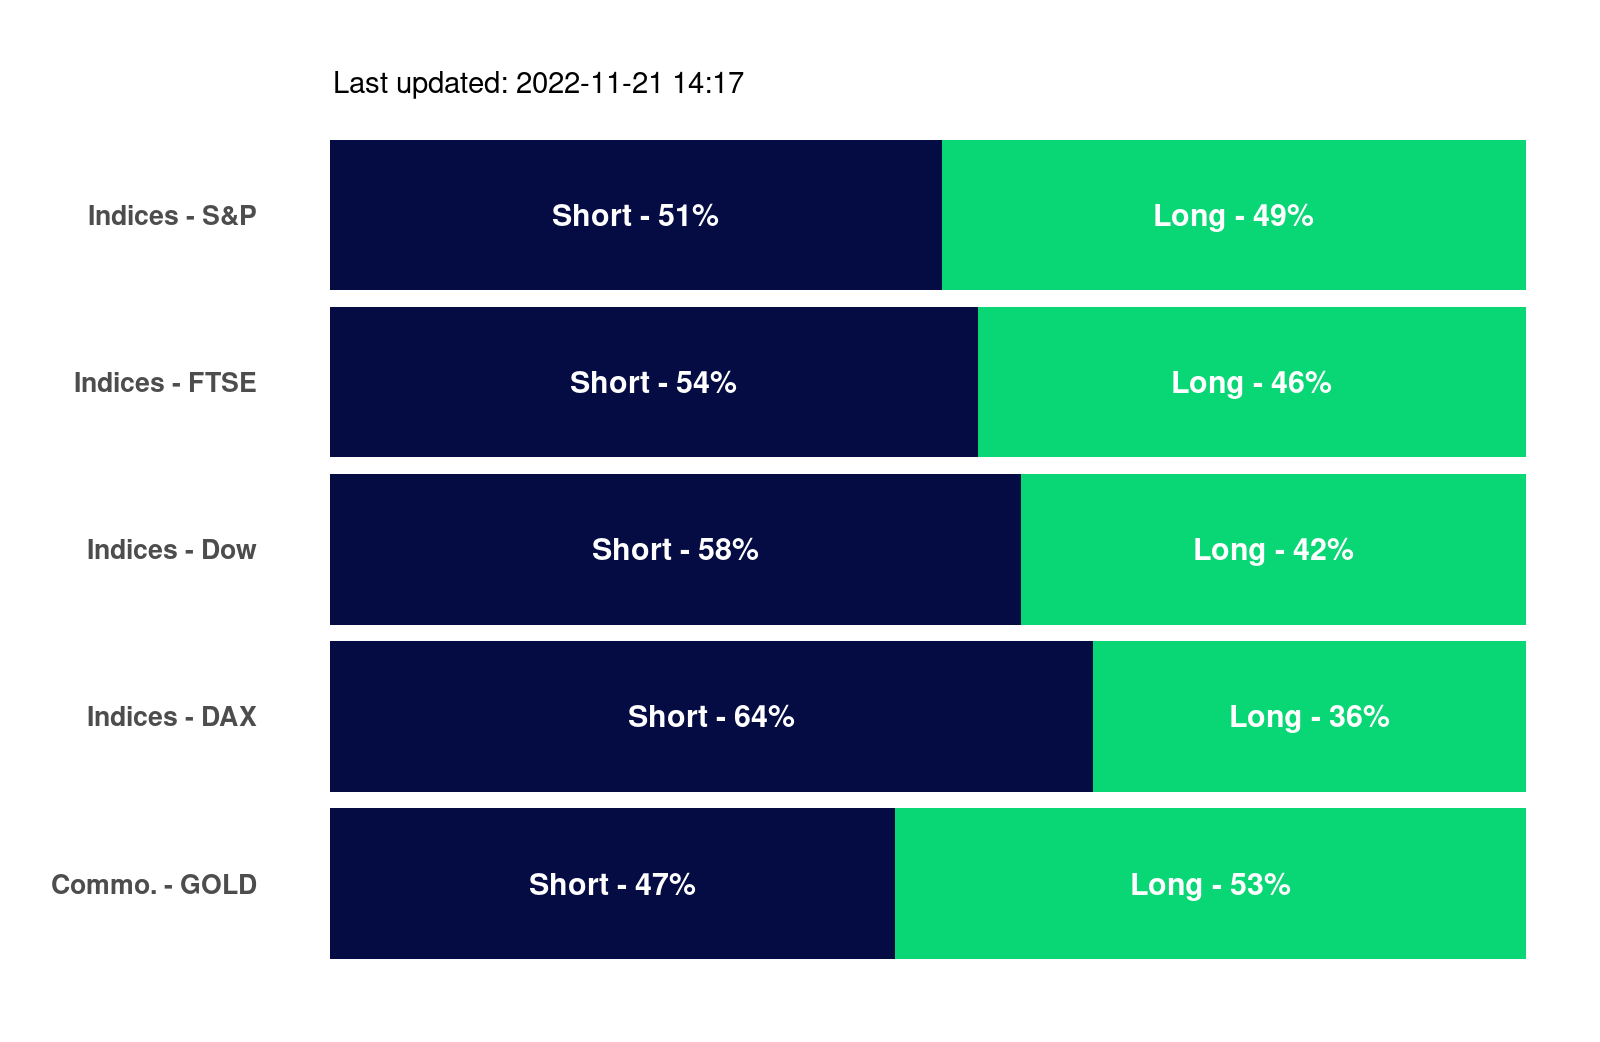 Last updated: 2022-11-21 14:17
Indices - S&P Short - 51% Long - 49%
Indices - FTSE Short - 54% Long - 46%
Indices - Dow Short - 58% Long - 42%
Indices - DAX Short - 64% Long - 36%
Commo. - GOLD Short - 47% Long - 53%